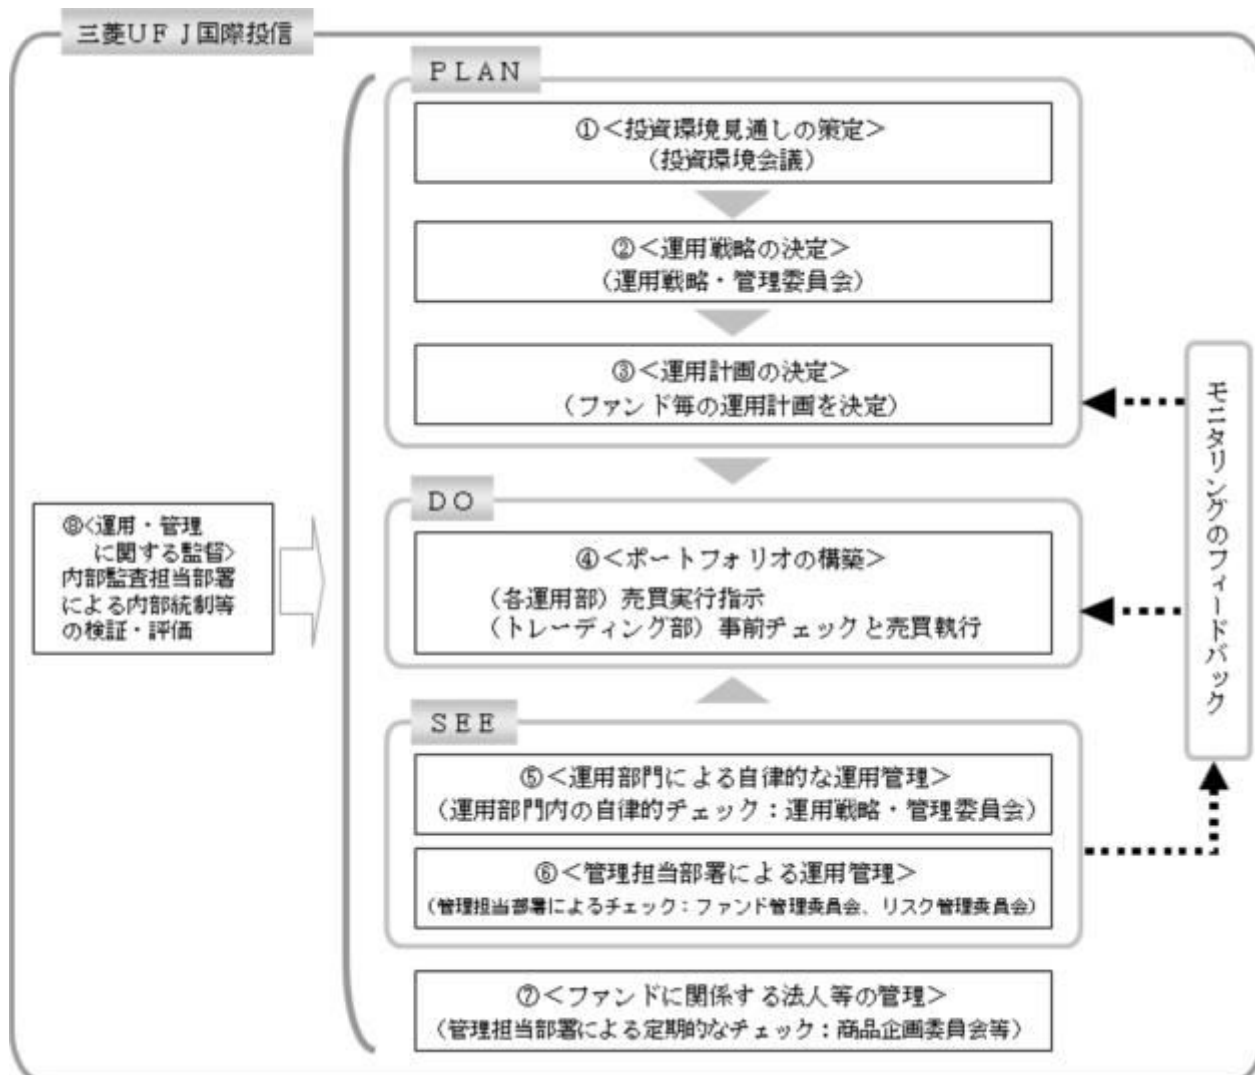 三菱UFJ国際投信
PLAN
①<投資環境見通しの策定>
(投資環境会議)
②<運用戦略の決定>
(運用戦略・管理委員会)
③<運用計画の決定>
(ファンド毎の運用計画を決定)
DO
④<ポートフォリオの構築>
(各運用部)売買実行指示
(トレーディング部)事前チェックと売買執行
SEE
⑤<運用部門による自律的な運用管理>
(運用部門内の自律的チェック:運用戦略・管理委員会)
⑥<管理担当部署による運用管理>
(管理担当部署によるチェック:ファンド管理委員会、リスク管理委員会)
⑦<ファンドに関係する法人等の管理>
(管理担当部署による定期的なチェック:商品企画委員会等)
⑧<運用・管理
に関する監督>
内部監査担当部署
による内部統制等
の検証・評価
モニタリングのフィードバック